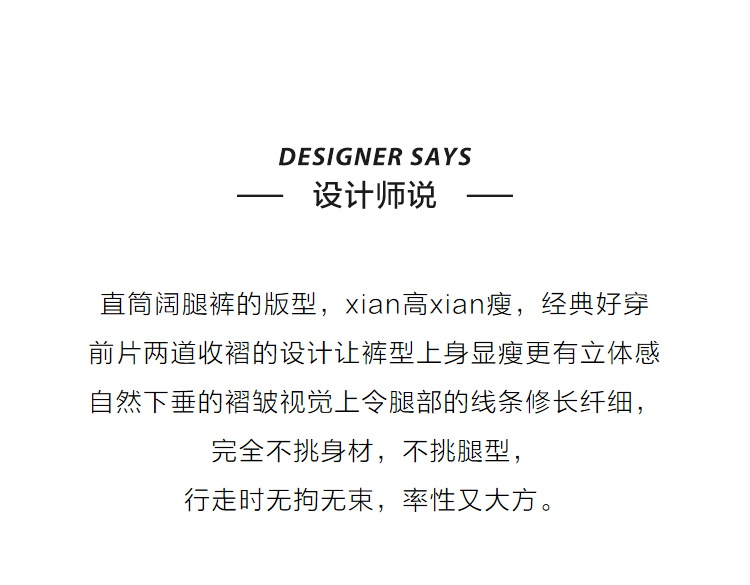 DESIGNER SAYS
设计师说
直筒阔腿裤的版型，xian高xian瘦，经典好穿
前片两道收褶的设计让裤型上身显瘦更有立体感
自然下垂的褶皱视觉上令腿部的线条修长纤细，
完全不挑身材，不挑腿型，
行走时无拘无束，率性又大方。